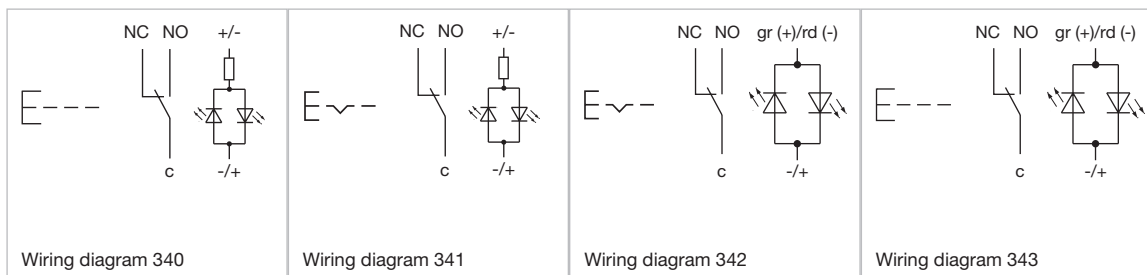 NC NO +/-
c -/+
Wiring diagram 340
NC NO +/-
c -/+
Wiring diagram 341
NC NO gr (+)/rd (-)
c -/+
Wiring diagram 342
NC NO gr (+)/rd (-)
c -/+
Wiring diagram 343